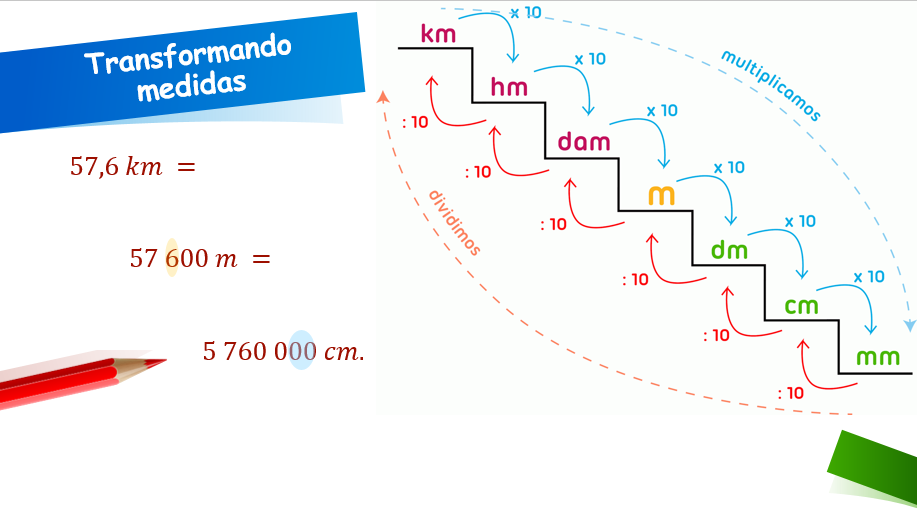 Transformando
medidas
57,6 km =
57 600 m =
5 760 000 cm.
km
x 10
hm
x 10
dam
x 10
m
x 10
dm
x 10
cm
x 10
mm
: 10
: 10
: 10
: 10
: 10
: 10
multiplicamos
dividimos